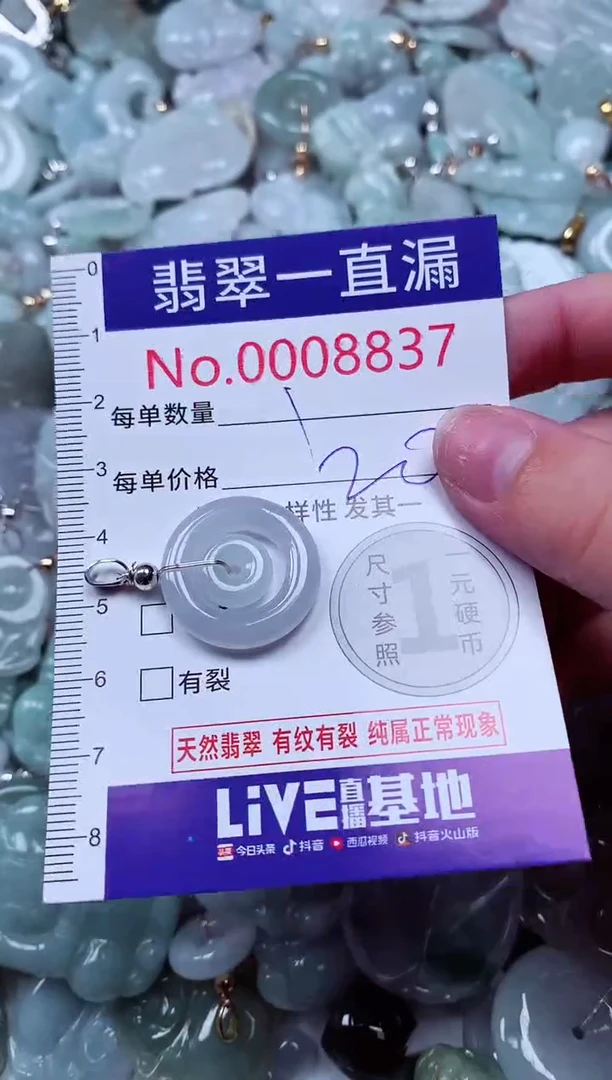 翡翠一直漏
No.0008837
每单数量 1
每单价格
样性 发其一
尺寸参照
1
一元硬币
有裂
天然翡翠 有纹有裂 纯属正常现象
LiVE直播基地
头条 今日头条 抖音 西瓜视频 抖音火山版
0
1
2
3
4
5
6
7
8